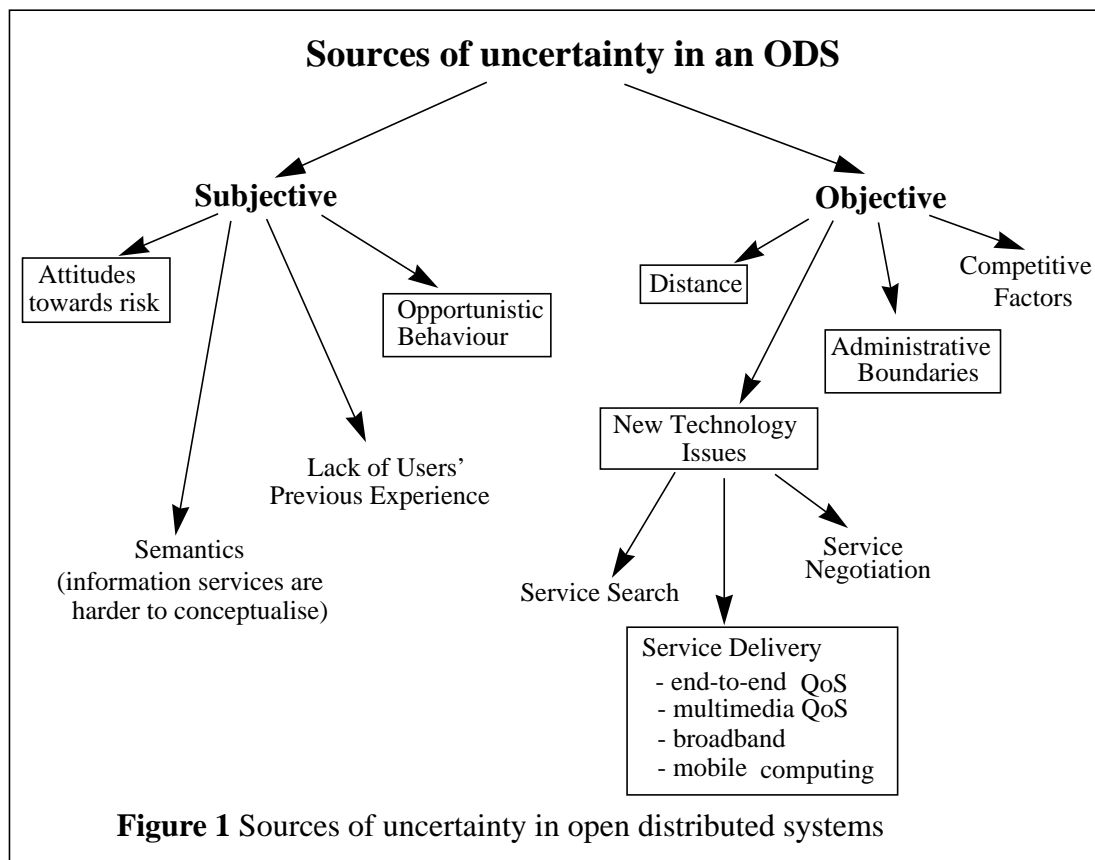 Sources of uncertainty in an ODS
Subjective
Objective
Attitudes
towards risk
Opportunistic
Behaviour
Lack of Users’
Previous Experience
Semantics
(information services are
harder to conceptualise)
Distance
Competitive
Factors
Administrative
Boundaries
New Technology
Issues
Service Search
Service
Negotiation
Service Delivery
- end-to-end QoS
- multimedia QoS
- broadband
- mobile computing
Figure 1 Sources of uncertainty in open distributed systems